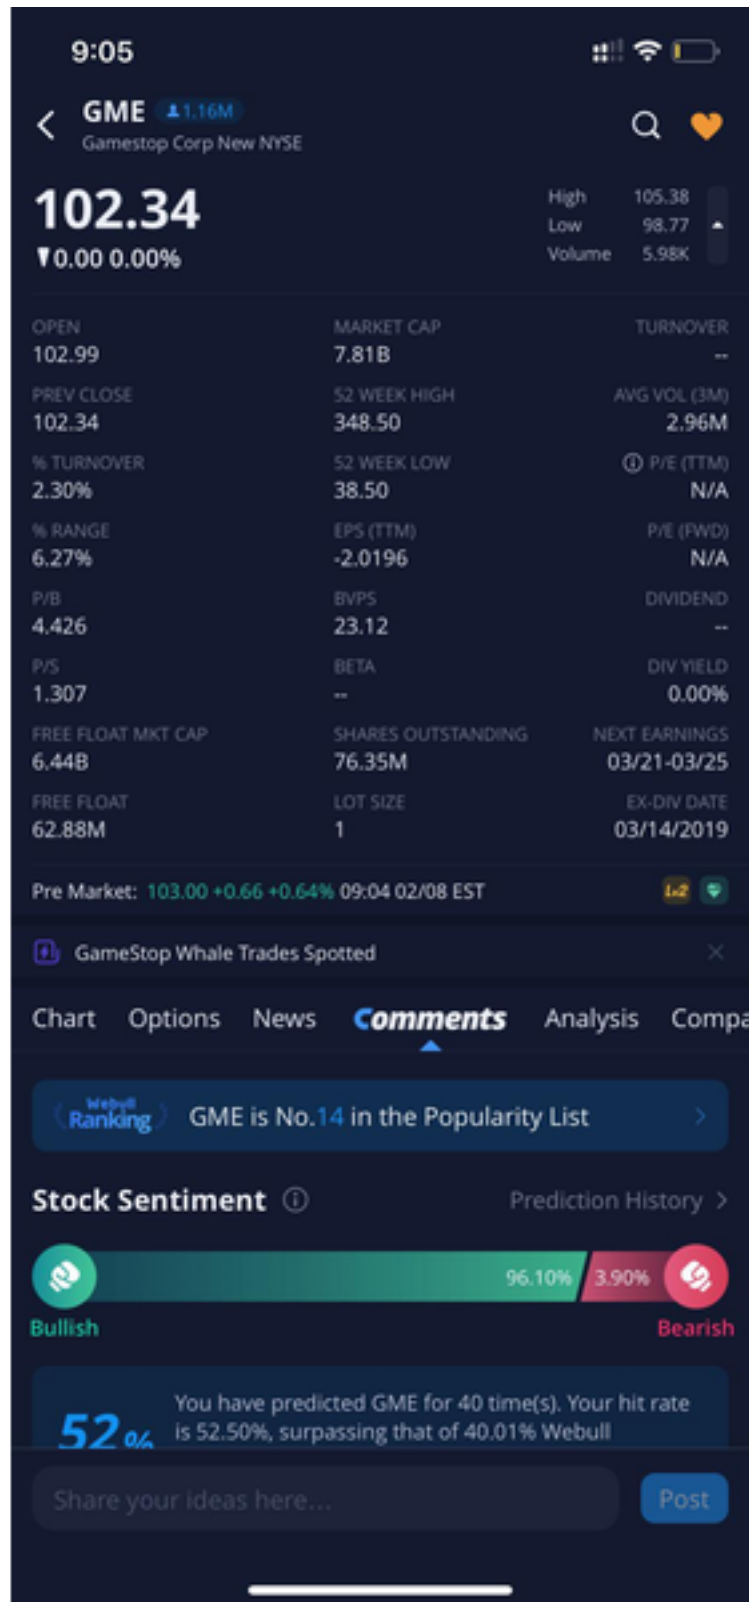 9:05
GME 1.16M
Gamestop Corp New NYSE
102.34
0.00 0.00%
High 105.38
Low 98.77
Volume 5.98K
OPEN MARKET CAP TURNOVER
102.99 7.81B --
PREV CLOSE 52 WEEK HIGH AVG VOL (3M)
102.34 348.50 2.96M
% TURNOVER 52 WEEK LOW P/E (TTM)
2.30% 38.50 N/A
% RANGE EPS (TTM) P/E (FWD)
6.27% -2.0196 N/A
P/B BVPS DIVIDEND
4.426 23.12 --
P/S BETA DIV YIELD
1.307 -- 0.00%
FREE FLOAT MKT CAP SHARES OUTSTANDING NEXT EARNINGS
6.44B 76.35M 03/21-03/25
FREE FLOAT LOT SIZE EX-DIV DATE
62.88M 1 03/14/2019
Pre Market: 103.00 +0.66 +0.64% 09:04 02/08 EST Lv2
GameStop Whale Trades Spotted
Chart Options News Comments Analysis Compa
Webull
Ranking GME is No.14 in the Popularity List
Stock Sentiment Prediction History
96.10% 3.90%
Bullish Bearish
52% You have predicted GME for 40 time(s). Your hit rate
is 52.50%, surpassing that of 40.01% Webull
Share your ideas here... Post